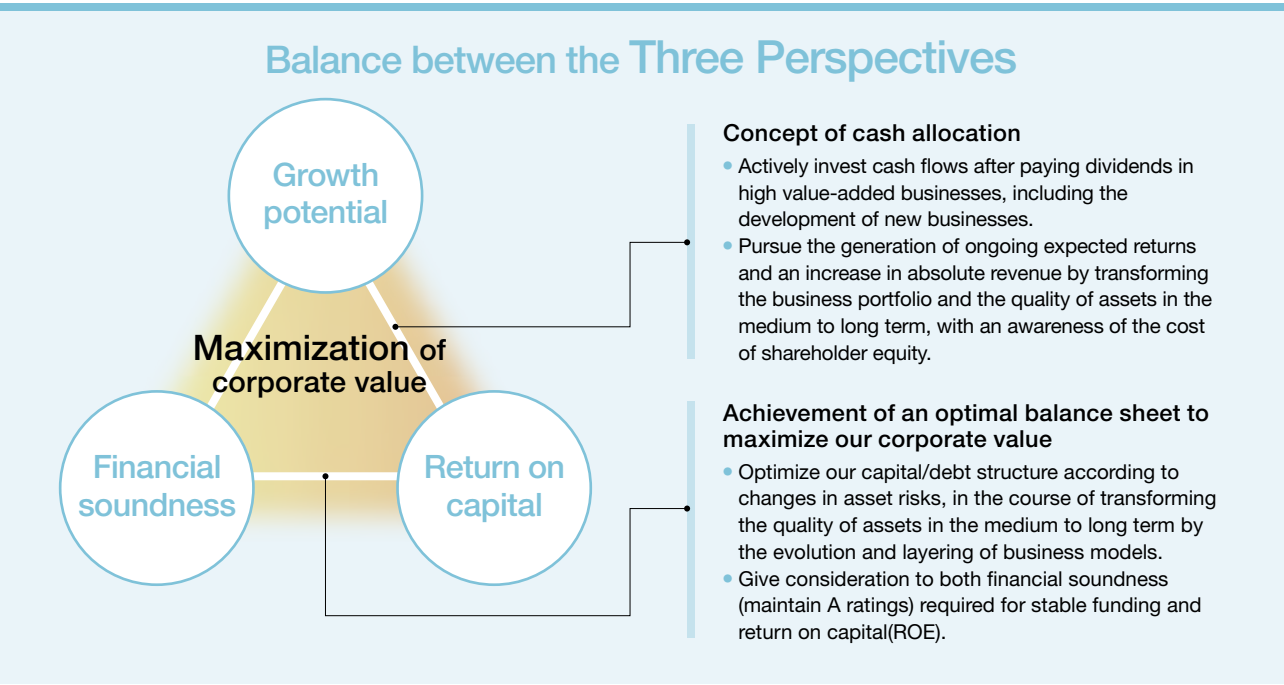 Balance between the Three Perspectives
Growth
potential
Maximization of
corporate value
Financial
soundness
Return on
capital
Concept of cash allocation
• Actively invest cash flows after paying dividends in
high value-added businesses, including the
development of new businesses.
• Pursue the generation of ongoing expected returns
and an increase in absolute revenue by transforming
the business portfolio and the quality of assets in the
medium to long term, with an awareness of the cost
of shareholder equity.
Achievement of an optimal balance sheet to
maximize our corporate value
• Optimize our capital/debt structure according to
changes in asset risks, in the course of transforming
the quality of assets in the medium to long term by
the evolution and layering of business models.
• Give consideration to both financial soundness
(maintain A ratings) required for stable funding and
return on capital(ROE).